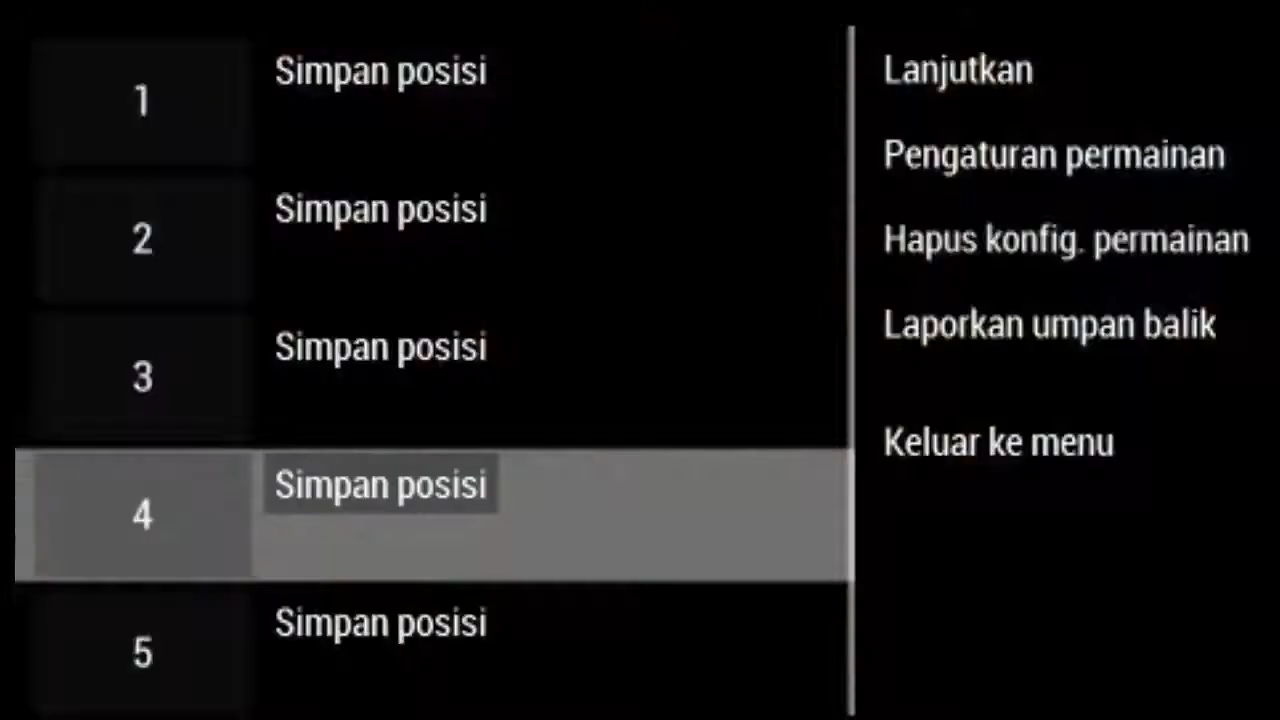 1
Simpan posisi
2
Simpan posisi
3
Simpan posisi
4
Simpan posisi
5
Simpan posisi
Lanjutkan
Pengaturan permainan
Hapus konfig. permainan
Laporkan umpan balik
Keluar ke menu